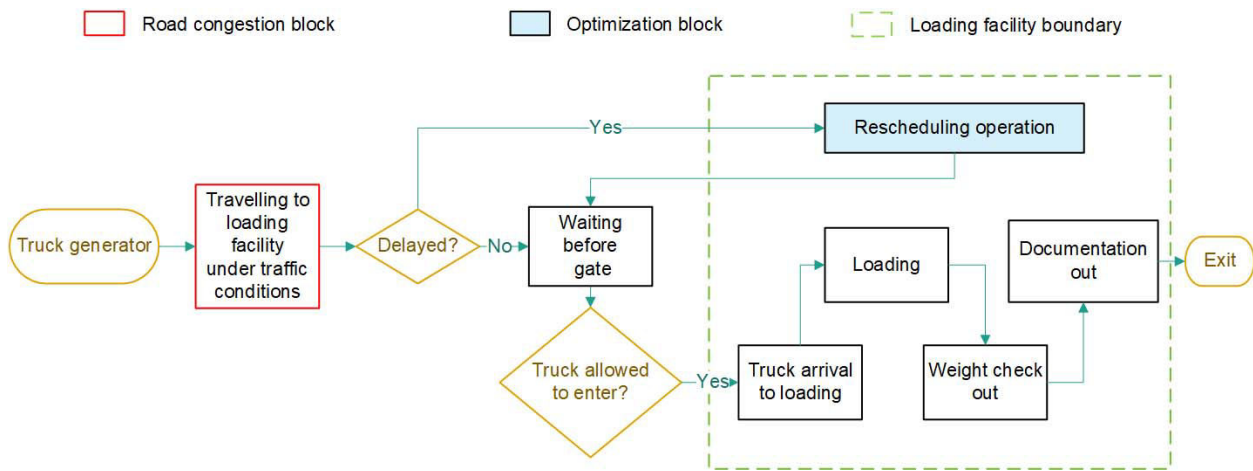 Road congestion block
Optimization block
Loading facility boundary
Yes
Rescheduling operation
Truck generator
Travelling to
loading
facility
under traffic
conditions
Delayed?
No
Waiting
before
gate
Loading
Documentation
out
Exit
Truck allowed
to enter?
Yes
Truck arrival
to loading
Weight check
out